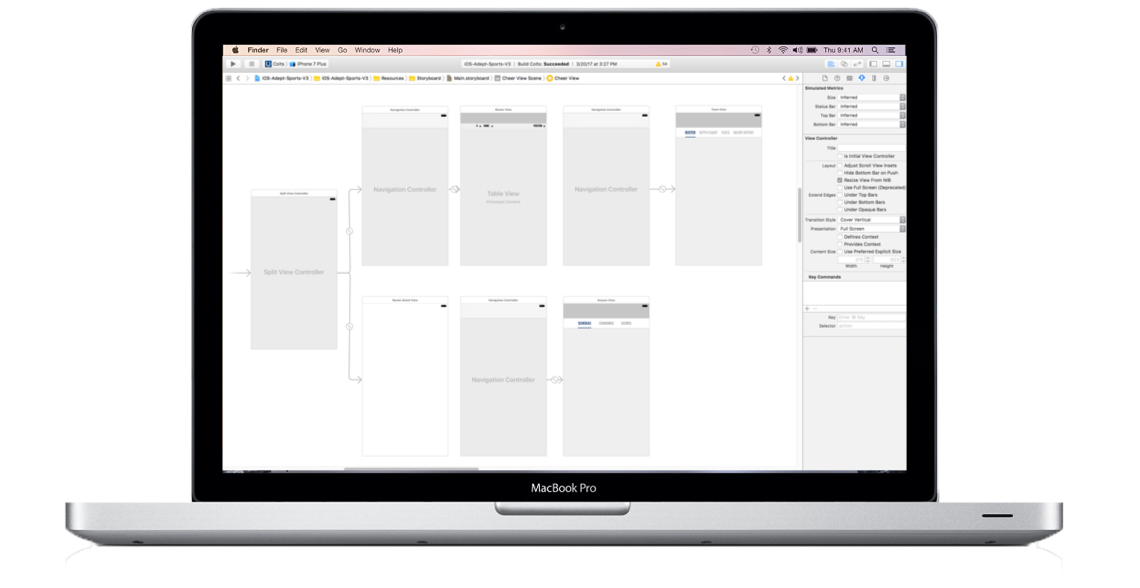 Finder File Edit View Go Window Help Thu 9:41 AM
Colts iPhone 7 Plus iOS-Adept-Sports-V3 | Build Colts: Succeeded | 3/20/17 at 3:37 PM
iOS-Adept-Sports-V3 iOS-Adept-Sports-V3 Resources Storyboard Main.storyboard Cheer View Scene Cheer View
Simulated Metrics
Size Inferred
Status Bar Inferred
Top Bar Inferred
Bottom Bar Inferred
View Controller
Title
Is Initial View Controller
Layout Adjust Scroll View Insets
Hide Bottom Bar on Push
Resize View From NIB
Use Full Screen (Deprecated)
Extend Edges Under Top Bars
Under Bottom Bars
Under Opaque Bars
Transition Style Cover Vertical
Presentation Full Screen
Defines Context
Provides Context
Content Size Use Preferred Explicit Size
Width Height
Key Commands
Key
Selector action
Navigation Controller
Navigation Controller
Navigation Controller
Table View
Prototype Content
Navigation Controller
Split View Controller
Split View Controller
Navigation Controller
Navigation Controller
MacBook Pro